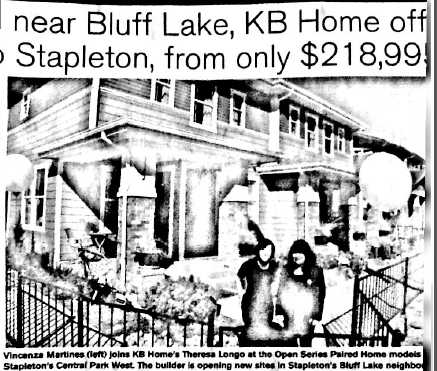 near Bluff Lake, KB Home off
Stapleton, from only $218,99
Vincenza Martines (left) joins KB Home's Theresa Longo at the Open Series Paired Home models
Stapleton's Central Park West. The builder is opening new sites in Stapleton's Bluff Lake neighbo